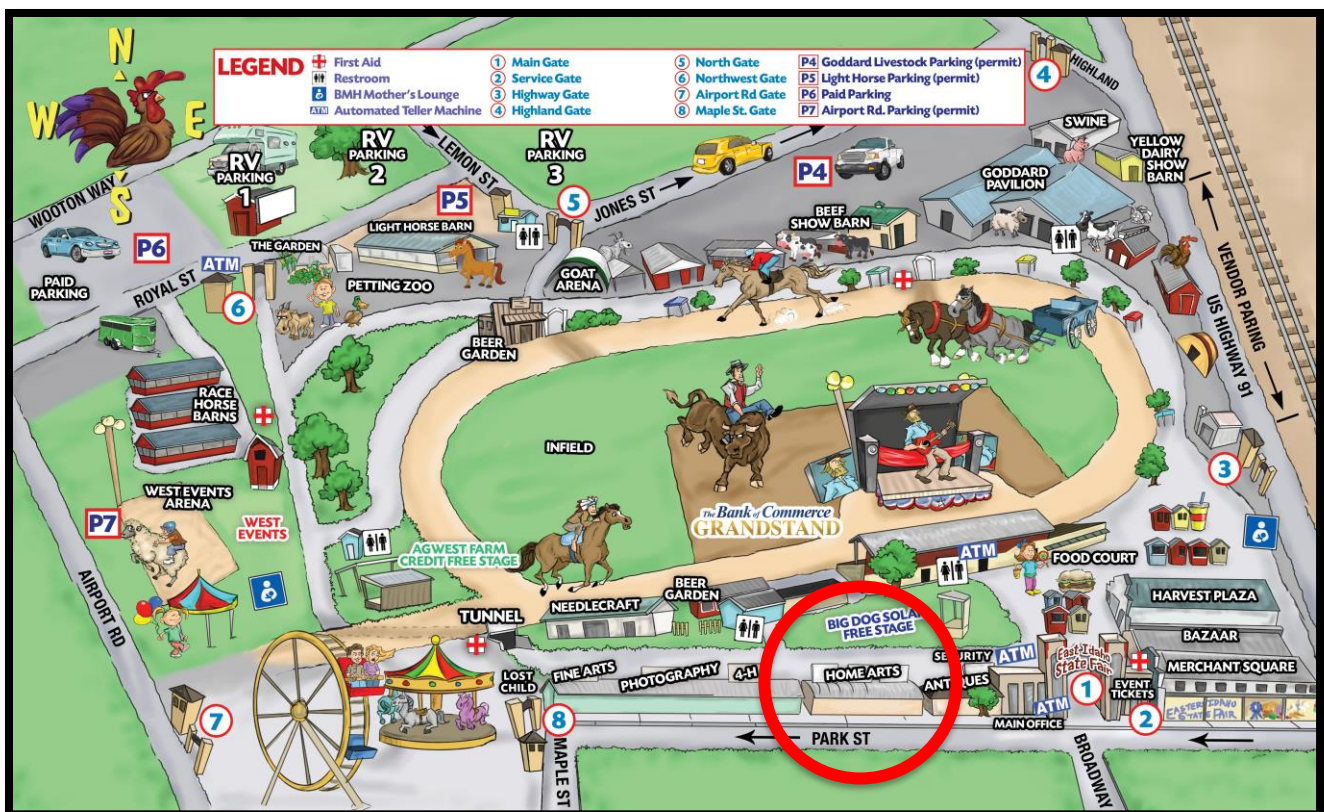 N
W E
S
LEGEND
First Aid
Restroom
BMH Mother's Lounge
ATM Automated Teller Machine
1 Main Gate
2 Service Gate
3 Highway Gate
4 Highland Gate
5 North Gate
6 Northwest Gate
7 Airport Rd Gate
8 Maple St. Gate
P4 Goddard Livestock Parking (permit)
P5 Light Horse Parking (permit)
P6 Paid Parking
P7 Airport Rd. Parking (permit)
4
HIGHLAND
RV
PARKING
1
RV
PARKING
2
LEMON ST
RV
PARKING
3
5
JONES ST
P4
SWINE
YELLOW
DAIRY
SHOW
BARN
GODDARD
PAVILION
WOOTON WAY
P6
PAID
PARKING
ROYAL ST
ATM
6
THE GARDEN
P5
LIGHT HORSE BARN
PETTING ZOO
GOAT
ARENA
BEEF
SHOW BARN
BEER
GARDEN
VENDOR PARING
US HIGHWAY 91
RACE
HORSE
BARNS
INFIELD
WEST EVENTS
ARENA
P7
WEST
EVENTS
AIRPORT RD
AGWEST FARM
CREDIT FREE STAGE
The Bank of Commerce
GRANDSTAND
3
ATM
FOOD COURT
HARVEST PLAZA
BAZAAR
MERCHANT SQUARE
TUNNEL
NEEDLECRAFT
BEER
GARDEN
BIG DOG SOLAR
FREE STAGE
SECURITY
ATM
East Idaho
State Fair
1
EVENT
TICKETS
2
EASTERN IDAHO
STATE FAIR
LOST
CHILD
FINE ARTS
PHOTOGRAPHY
4-H
HOME ARTS
ANTIQUES
ATM
MAIN OFFICE
7
8
MAPLE ST
PARK ST
BROADWAY